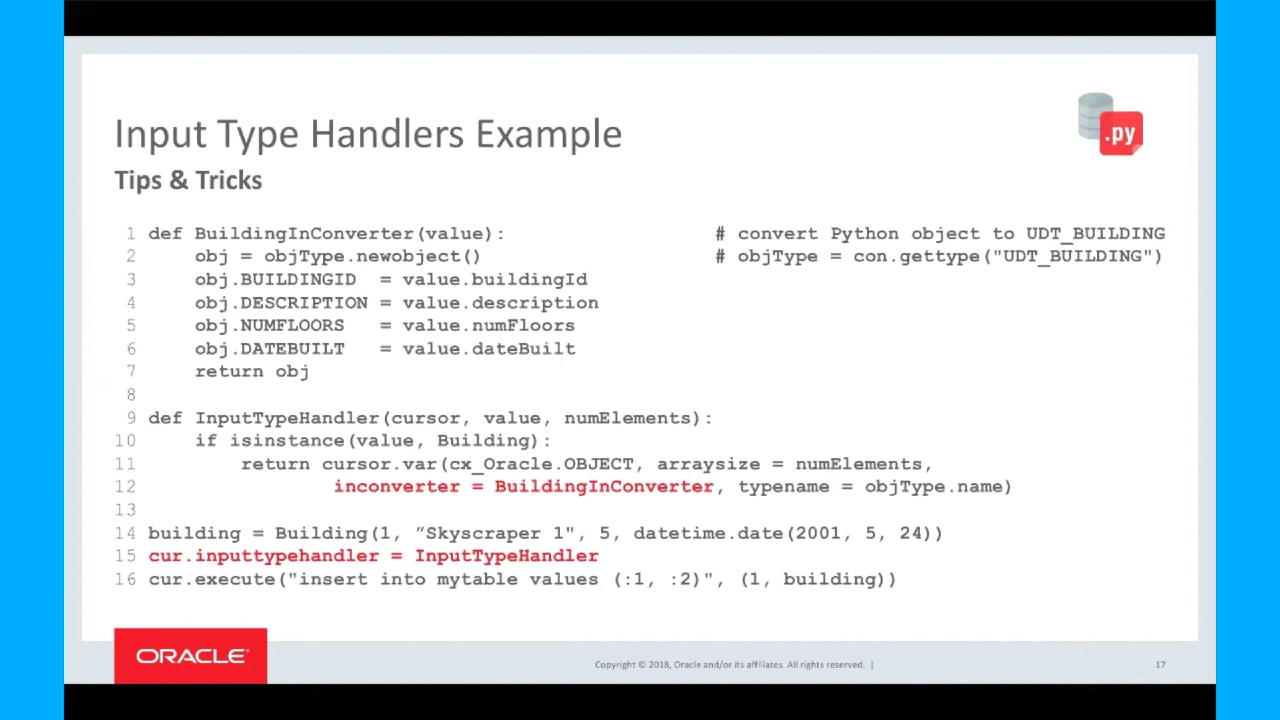 .py
Input Type Handlers Example
Tips & Tricks
1 def BuildingInConverter(value): # convert Python object to UDT_BUILDING
2 obj = objType.newobject() # objType = con.gettype("UDT_BUILDING")
3 obj.BUILDINGID = value.buildingId
4 obj.DESCRIPTION = value.description
5 obj.NUMFLOORS = value.numFloors
6 obj.DATEBUILT = value.dateBuilt
7 return obj
8
9 def InputTypeHandler(cursor, value, numElements):
10 if isinstance(value, Building):
11 return cursor.var(cx_Oracle.OBJECT, arraysize = numElements,
12 inconverter = BuildingInConverter, typename = objType.name)
13
14 building = Building(1, ”Skyscraper 1", 5, datetime.date(2001, 5, 24))
15 cur.inputtypehandler = InputTypeHandler
16 cur.execute("insert into mytable values (:1, :2)", (1, building))
ORACLE®
Copyright © 2018, Oracle and/or its affiliates. All rights reserved. |
17